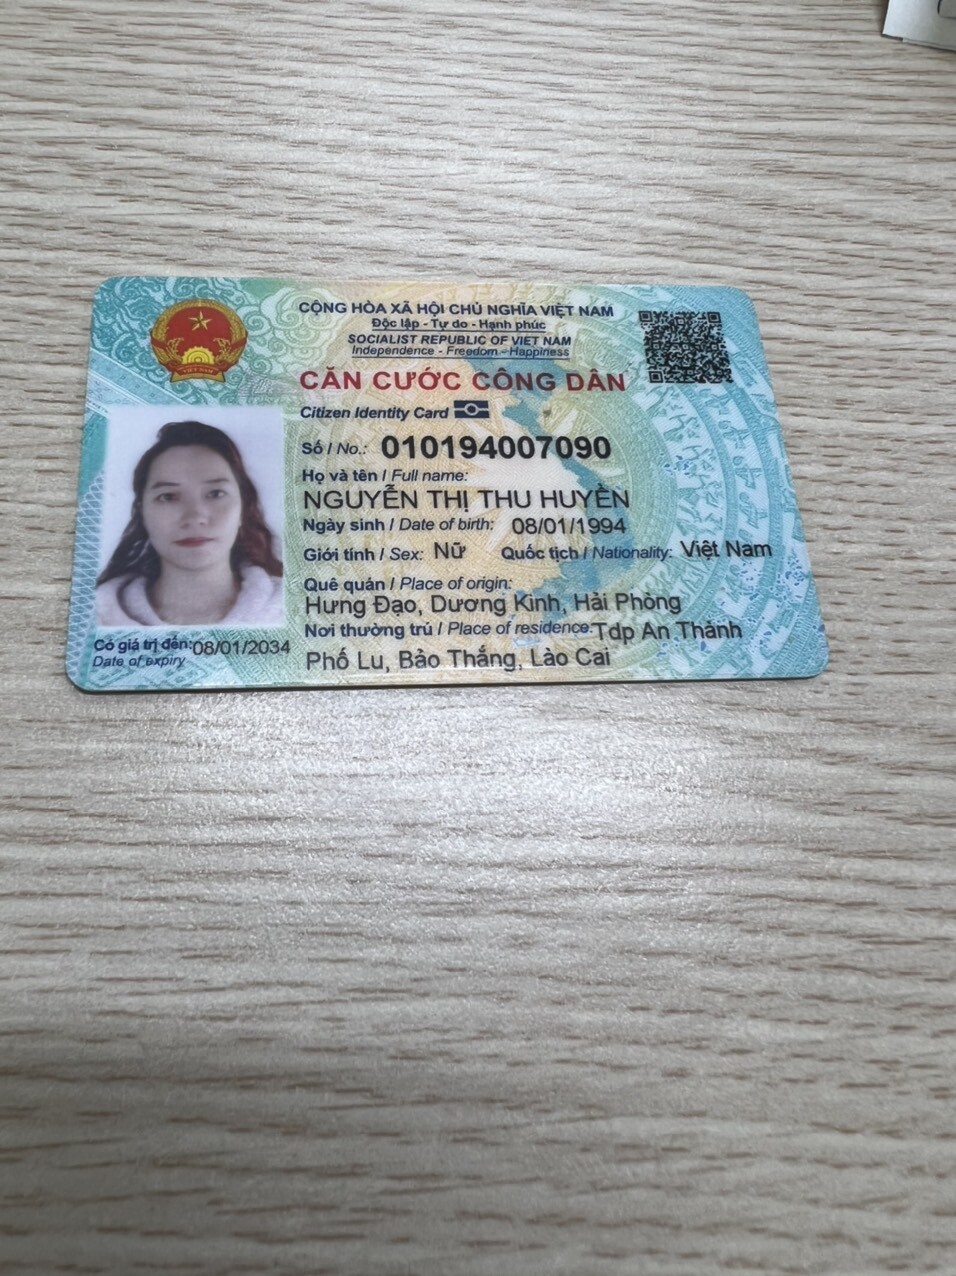 CỘNG HÒA XÃ HỘI CHỦ NGHĨA VIỆT NAM
Độc lập - Tự do - Hạnh phúc
SOCIALIST REPUBLIC OF VIET NAM
Independence - Freedom - Happiness
CĂN CƯỚC CÔNG DÂN
Citizen Identity Card
Số / No.: 010194007090
Họ và tên / Full name:
NGUYỄN THỊ THU HUYỀN
Ngày sinh / Date of birth: 08/01/1994
Giới tính / Sex: Nữ Quốc tịch / Nationality: Việt Nam
Quê quán / Place of origin:
Hưng Đạo, Dương Kinh, Hải Phòng
Nơi thường trú / Place of residence: Tdp An Thành
Phố Lu, Bảo Thắng, Lào Cai
Có giá trị đến: 08/01/2034
Date of expiry
VIỆT NAM